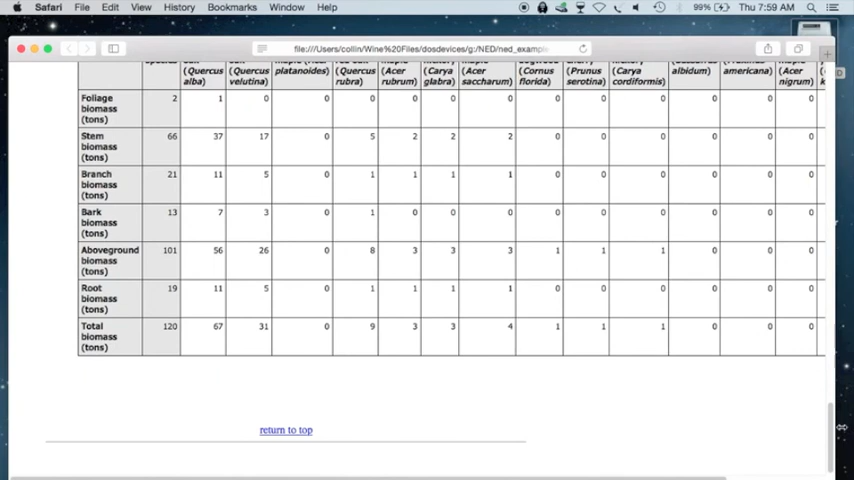 Safari File Edit View History Bookmarks Window Help 99% Thu 7:59 AM
file:///Users/collin/Wine%20Files/dosdevices/g:/NED/ned_example
(Quercus (Quercus platanoides) (Quercus (Acer (Carya (Acer (Cornus (Prunus (Carya albidum) americana) (Acer
alba) velutina) rubra) rubrum) glabra) saccharum) florida) serotina) cordiformis) nigrum)
Foliage 2 1 0 0 0 0 0 0 0 0 0 0 0 0
biomass
(tons)
Stem 66 37 17 0 5 2 2 2 0 0 0 0 0 0
biomass
(tons)
Branch 21 11 5 0 1 1 1 1 0 0 0 0 0 0
biomass
(tons)
Bark 13 7 3 0 1 0 0 0 0 0 0 0 0 0
biomass
(tons)
Aboveground 101 56 26 0 8 3 3 3 1 1 1 0 0 0
biomass
(tons)
Root 19 11 5 0 1 1 1 1 0 0 0 0 0 0
biomass
(tons)
Total 120 67 31 0 9 3 3 4 1 1 1 0 0 0
biomass
(tons)
return to top